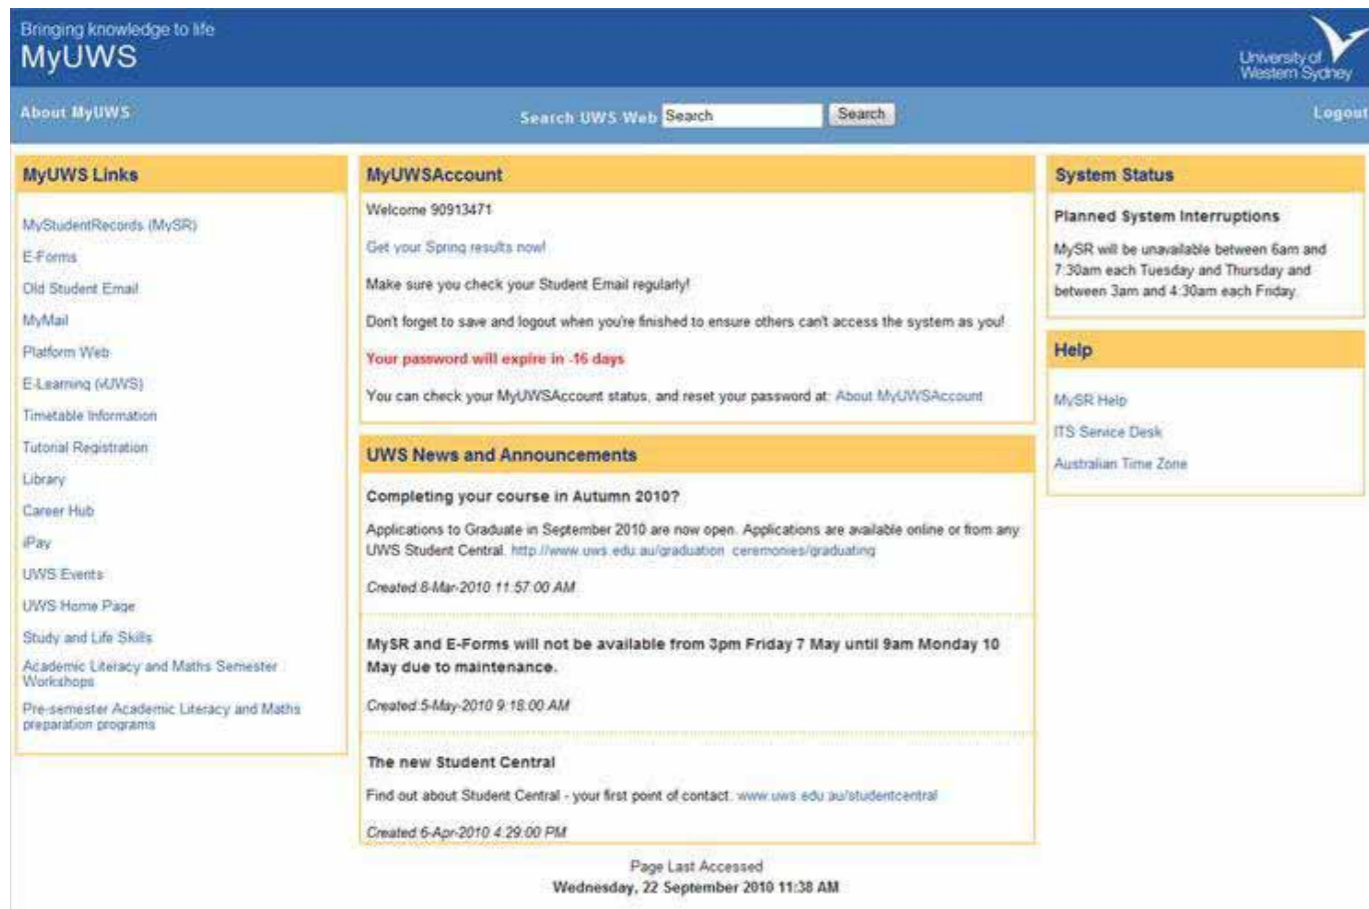 Bringing knowledge to life
MyUWS
University of
Western Sydney
About MyUWS
Search UWS Web Search Search
Logout
MyUWS Links
MyStudentRecords (MySR)
E-Forms
Old Student Email
MyMail
Platform Web
E-Learning (vUWS)
Timetable Information
Tutorial Registration
Library
Career Hub
iPay
UWS Events
UWS Home Page
Study and Life Skills
Academic Literacy and Maths Semester
Workshops
Pre-semester Academic Literacy and Maths
preparation programs
MyUWSAccount
Welcome 90913471
Get your Spring results now!
Make sure you check your Student Email regularly!
Don't forget to save and logout when you're finished to ensure others can't access the system as you!
Your password will expire in -16 days
You can check your MyUWSAccount status, and reset your password at: About MyUWSAccount
UWS News and Announcements
Completing your course in Autumn 2010?
Applications to Graduate in September 2010 are now open. Applications are available online or from any
UWS Student Central. http://www.uws.edu.au/graduation_ceremonies/graduating
Created:8-Mar-2010 11:57:00 AM
MySR and E-Forms will not be available from 3pm Friday 7 May until 9am Monday 10
May due to maintenance.
Created:5-May-2010 9:18:00 AM
The new Student Central
Find out about Student Central - your first point of contact. www.uws.edu.au/studentcentral
Created:6-Apr-2010 4:29:00 PM
System Status
Planned System Interruptions
MySR will be unavailable between 6am and
7:30am each Tuesday and Thursday and
between 3am and 4:30am each Friday.
Help
MySR Help
ITS Service Desk
Australian Time Zone
Page Last Accessed
Wednesday, 22 September 2010 11:38 AM